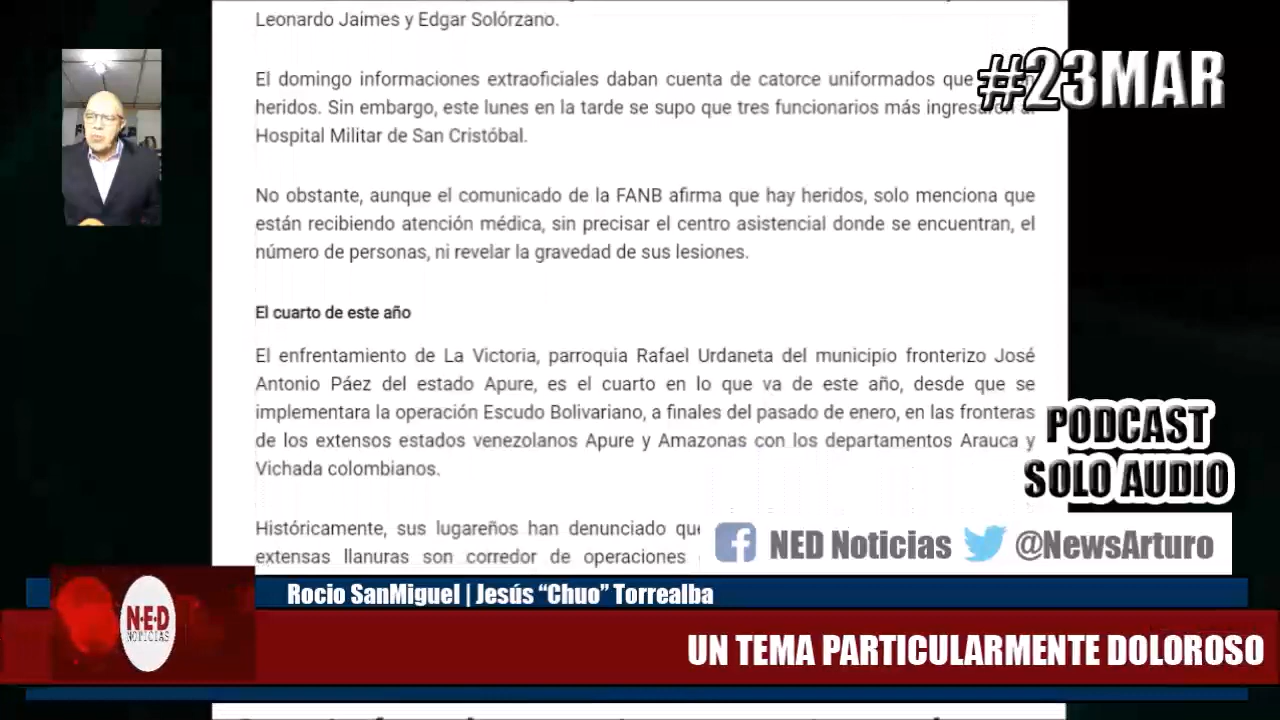 Leonardo Jaimes y Edgar Solórzano.
#23MAR
El domingo informaciones extraoficiales daban cuenta de catorce uniformados que
heridos. Sin embargo, este lunes en la tarde se supo que tres funcionarios más ingresaron al
Hospital Militar de San Cristóbal.
No obstante, aunque el comunicado de la FANB afirma que hay heridos, solo menciona que
están recibiendo atención médica, sin precisar el centro asistencial donde se encuentran, el
número de personas, ni revelar la gravedad de sus lesiones.
El cuarto de este año
El enfrentamiento de La Victoria, parroquia Rafael Urdaneta del municipio fronterizo José
Antonio Páez del estado Apure, es el cuarto en lo que va de este año, desde que se
implementara la operación Escudo Bolivariano, a finales del pasado de enero, en las fronteras
de los extensos estados venezolanos Apure y Amazonas con los departamentos Arauca y
Vichada colombianos.
PODCAST
SOLO AUDIO
Históricamente, sus lugareños han denunciado que
extensas llanuras son corredor de operaciones
NED Noticias @NewsArturo
Rocio SanMiguel | Jesús “Chuo” Torrealba
N·E·D
NOTICIAS
UN TEMA PARTICULARMENTE DOLOROSO